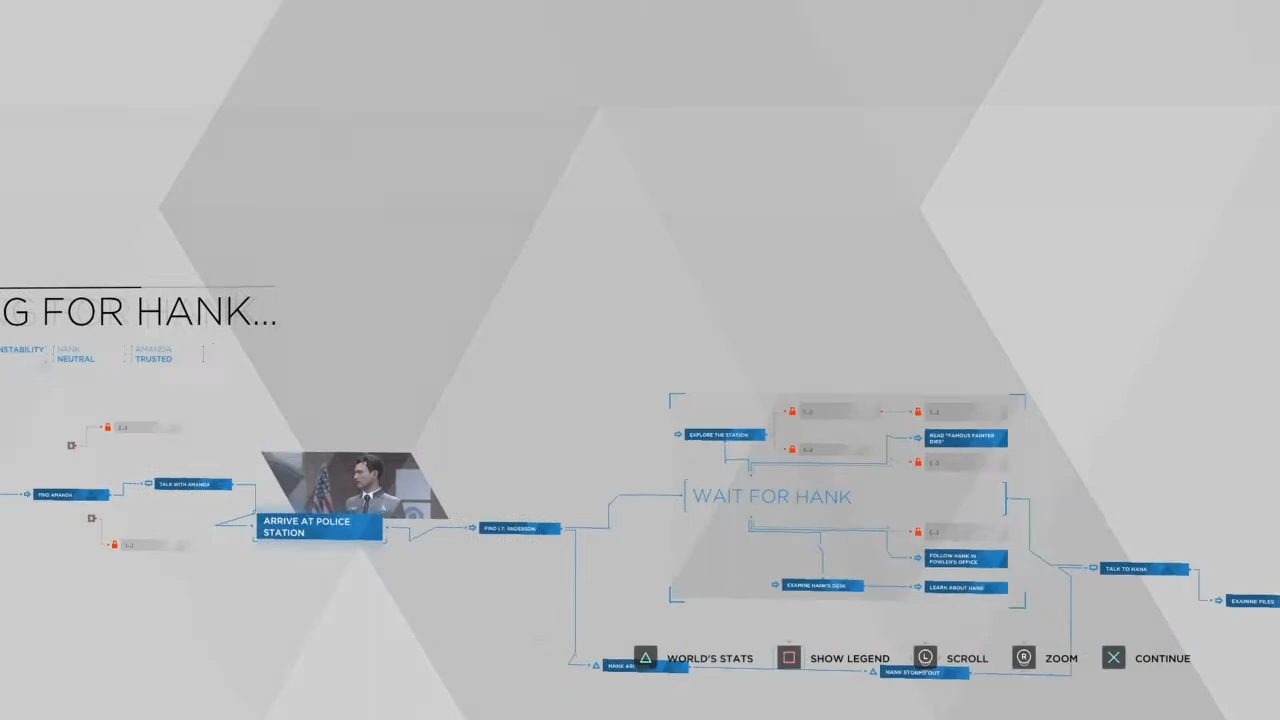 G FOR HANK...
NSTABILITY
HANK
NEUTRAL
AMANDA
TRUSTED
[...]
FIND AMANDA
TALK WITH AMANDA
[...]
ARRIVE AT POLICE
STATION
FIND LT. ANDERSON
EXPLORE THE STATION
[...]
[...]
READ "FAMOUS PAINTER
DIES"
[...]
[...]
WAIT FOR HANK
[...]
FOLLOW HANK IN
FOWLER'S OFFICE
EXAMINE HANK'S DESK
LEARN ABOUT HANK
TALK TO HANK
EXAMINE FILES
HANK
HANK STORMS OUT
WORLD'S STATS
SHOW LEGEND
L
SCROLL
R
ZOOM
CONTINUE